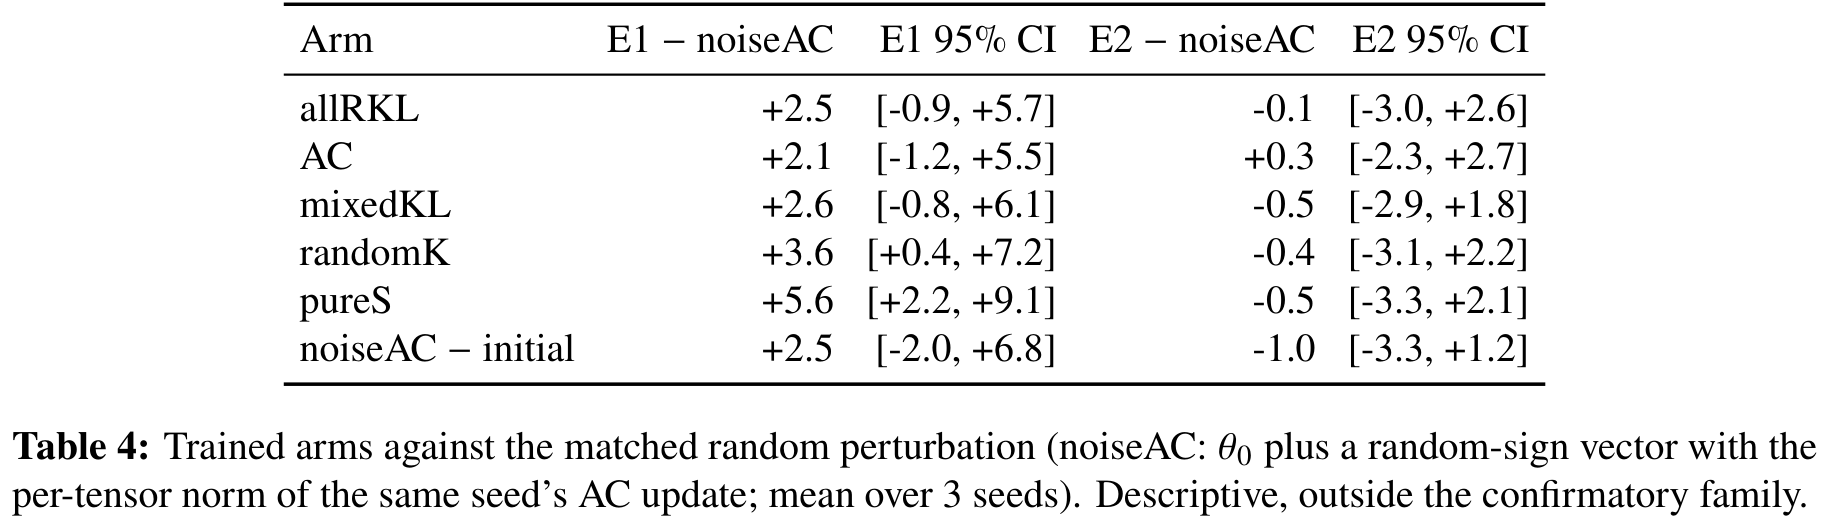 Arm E1 − noiseAC E1 95% CI E2 − noiseAC E2 95% CI
allRKL +2.5 [-0.9, +5.7] -0.1 [-3.0, +2.6]
AC +2.1 [-1.2, +5.5] +0.3 [-2.3, +2.7]
mixedKL +2.6 [-0.8, +6.1] -0.5 [-2.9, +1.8]
randomK +3.6 [+0.4, +7.2] -0.4 [-3.1, +2.2]
pureS +5.6 [+2.2, +9.1] -0.5 [-3.3, +2.1]
noiseAC − initial +2.5 [-2.0, +6.8] -1.0 [-3.3, +1.2]
Table 4: Trained arms against the matched random perturbation (noiseAC: θ₀ plus a random-sign vector with the
per-tensor norm of the same seed’s AC update; mean over 3 seeds). Descriptive, outside the confirmatory family.